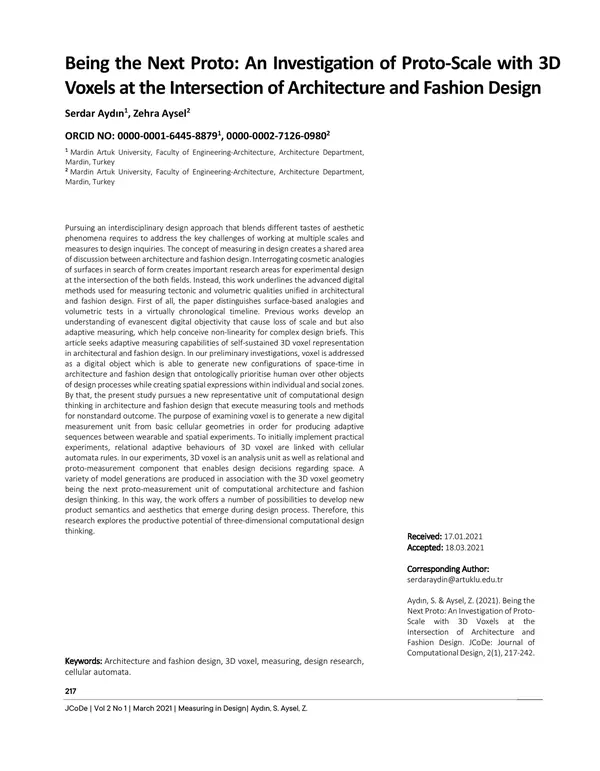 Being the Next Proto: An Investigation of Proto-Scale with 3D
Voxels at the Intersection of Architecture and Fashion Design
Serdar Aydın1, Zehra Aysel2
ORCID NO: 0000-0001-6445-88791, 0000-0002-7126-09802
1 Mardin Artuk University, Faculty of Engineering-Architecture, Architecture Department,
Mardin, Turkey
2 Mardin Artuk University, Faculty of Engineering-Architecture, Architecture Department,
Mardin, Turkey
Pursuing an interdisciplinary design approach that blends different tastes of aesthetic
phenomena requires to address the key challenges of working at multiple scales and
measures to design inquiries. The concept of measuring in design creates a shared area
of discussion between architecture and fashion design. Interrogating cosmetic analogies
of surfaces in search of form creates important research areas for experimental design
at the intersection of the both fields. Instead, this work underlines the advanced digital
methods used for measuring tectonic and volumetric qualities unified in architectural
and fashion design. First of all, the paper distinguishes surface-based analogies and
volumetric tests in a virtually chronological timeline. Previous works develop an
understanding of evanescent digital objectivity that cause loss of scale and but also
adaptive measuring, which help conceive non-linearity for complex design briefs. This
article seeks adaptive measuring capabilities of self-sustained 3D voxel representation
in architectural and fashion design. In our preliminary investigations, voxel is addressed
as a digital object which is able to generate new configurations of space-time in
architecture and fashion design that ontologically prioritise human over other objects
of design processes while creating spatial expressions within individual and social zones.
By that, the present study pursues a new representative unit of computational design
thinking in architecture and fashion design that execute measuring tools and methods
for nonstandard outcome. The purpose of examining voxel is to generate a new digital
measurement unit from basic cellular geometries in order for producing adaptive
sequences between wearable and spatial experiments. To initially implement practical
experiments, relational adaptive behaviours of 3D voxel are linked with cellular
automata rules. In our experiments, 3D voxel is an analysis unit as well as relational and
proto-measurement component that enables design decisions regarding space. A
variety of model generations are produced in association with the 3D voxel geometry
being the next proto-measurement unit of computational architecture and fashion
design thinking. In this way, the work offers a number of possibilities to develop new
product semantics and aesthetics that emerge during design process. Therefore, this
research explores the productive potential of three-dimensional computational design
thinking.
Received: 17.01.2021
Accepted: 18.03.2021
Corresponding Author:
serdaraydin@artuklu.edu.tr
Aydın, S. & Aysel, Z. (2021). Being the
Next Proto: An Investigation of Proto-
Scale with 3D Voxels at the
Intersection of Architecture and
Fashion Design. JCoDe: Journal of
Computational Design, 2(1), 217-242.
Keywords: Architecture and fashion design, 3D voxel, measuring, design research,
cellular automata.
217
JCoDe | Vol 2 No 1 | March 2021 | Measuring in Design| Aydın, S. Aysel, Z.